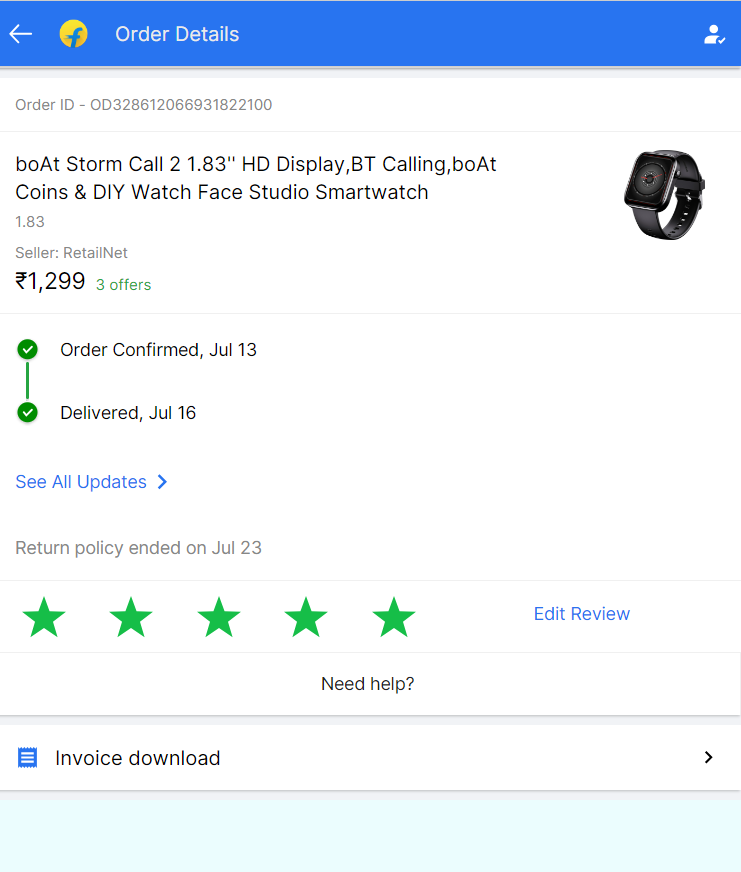 Order Details
Order ID - OD328612066931822100
boAt Storm Call 2 1.83'' HD Display,BT Calling,boAt
Coins & DIY Watch Face Studio Smartwatch
1.83
Seller: RetailNet
₹1,299 3 offers
Order Confirmed, Jul 13
Delivered, Jul 16
See All Updates
Return policy ended on Jul 23
Edit Review
Need help?
Invoice download